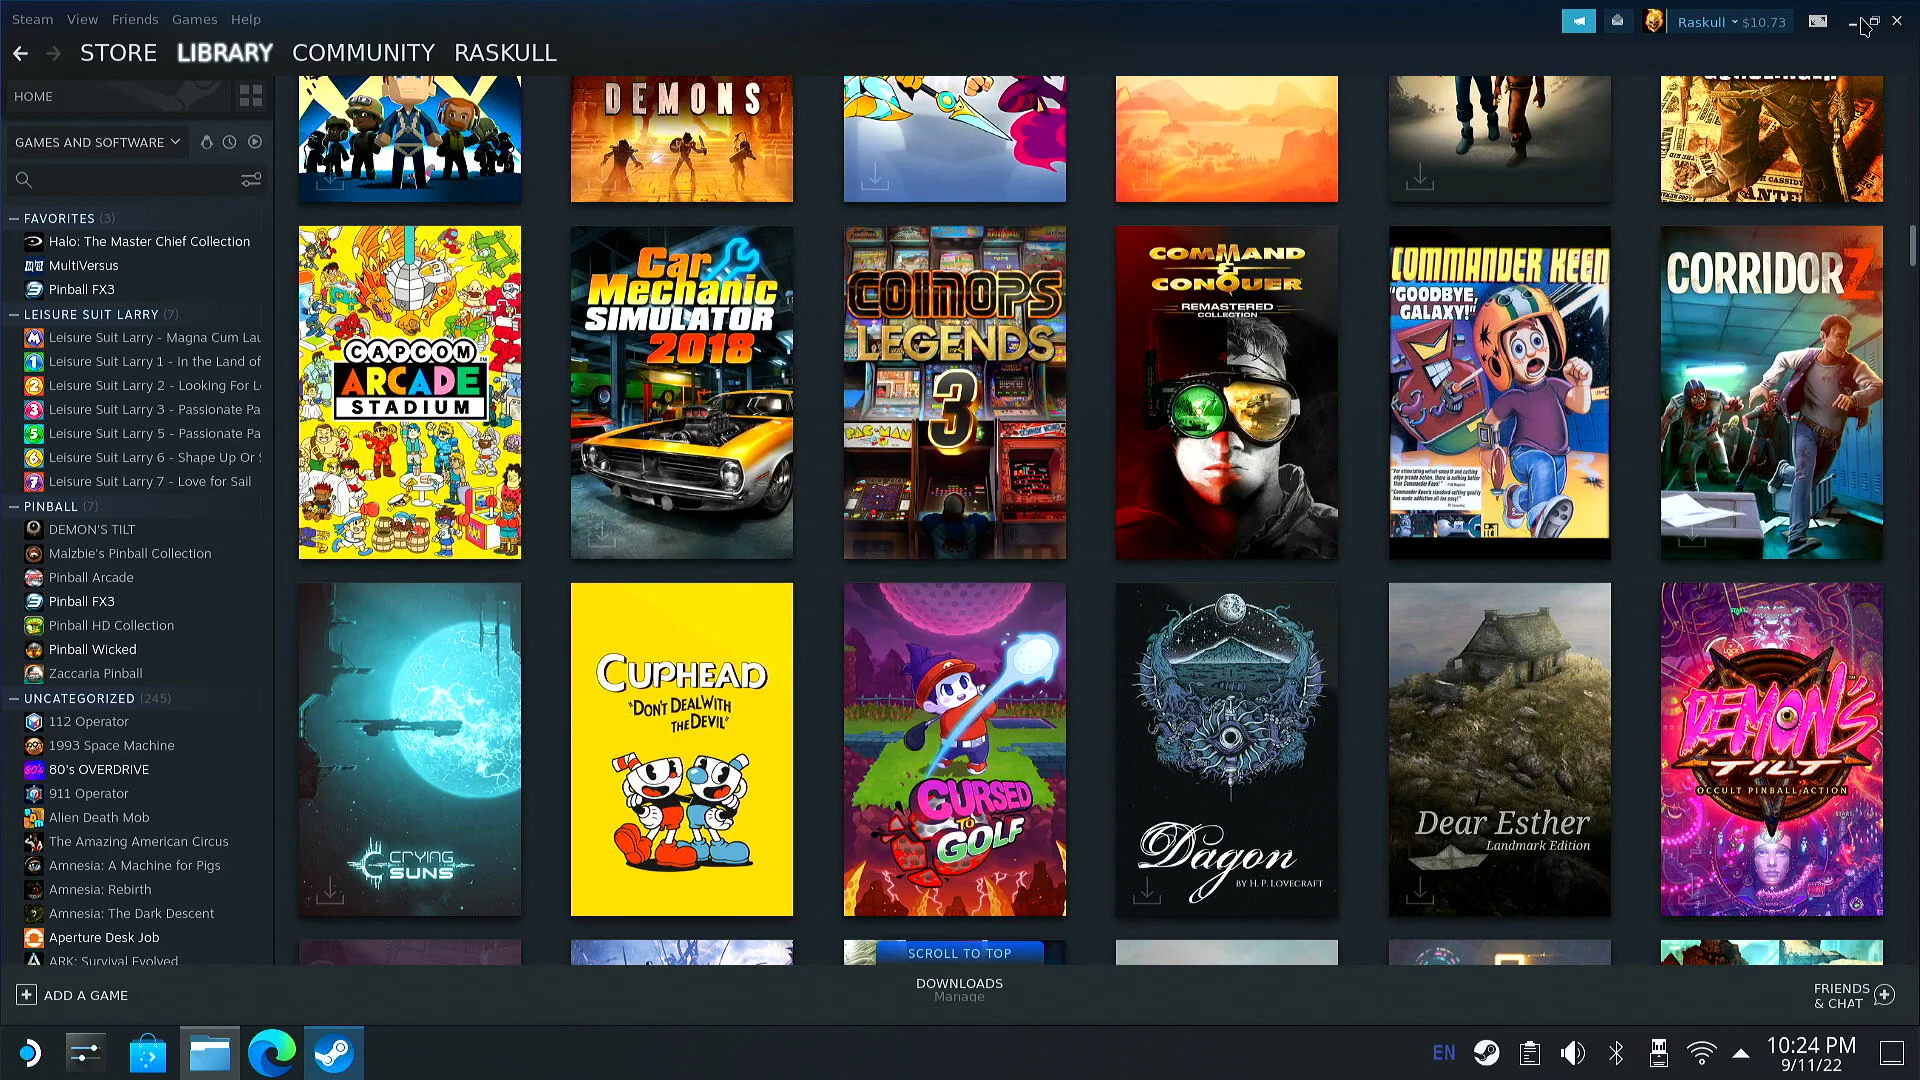 Steam View Friends Games Help
Raskull $10.73
STORE LIBRARY COMMUNITY RASKULL
HOME
GAMES AND SOFTWARE
FAVORITES (3)
Halo: The Master Chief Collection
MultiVersus
Pinball FX3
LEISURE SUIT LARRY (7)
Leisure Suit Larry - Magna Cum Lau
Leisure Suit Larry 1 - In the Land of
Leisure Suit Larry 2 - Looking For L
Leisure Suit Larry 3 - Passionate Pa
Leisure Suit Larry 5 - Passionate Pa
Leisure Suit Larry 6 - Shape Up Or S
Leisure Suit Larry 7 - Love for Sail
PINBALL (7)
DEMON'S TILT
Malzbie's Pinball Collection
Pinball Arcade
Pinball FX3
Pinball HD Collection
Pinball Wicked
Zaccaria Pinball
UNCATEGORIZED (245)
112 Operator
1993 Space Machine
80's OVERDRIVE
911 Operator
Alien Death Mob
The Amazing American Circus
Amnesia: A Machine for Pigs
Amnesia: Rebirth
Amnesia: The Dark Descent
Aperture Desk Job
ARK: Survival Evolved
DEMONS
CASSIDY
CAPCOM
ARCADE
STADIUM
Car
Mechanic
SIMULATOR
2018
COINOPS
LEGENDS
3
PAC-MAN
COMMAND
&
CONQUER
REMASTERED
COLLECTION
COMMANDER KEEN
"GOODBYE,
GALAXY!"
CORRIDOR Z
CRYING
SUNS
CUPHEAD
"DON'T DEAL WITH
THE DEVIL"
CURSED
TO
GOLF
Dagon
BY H. P. LOVECRAFT
Dear Esther
Landmark Edition
DEMON'S
TILT
OCCULT PINBALL ACTION
SCROLL TO TOP
ADD A GAME
DOWNLOADS
Manage
FRIENDS
& CHAT
EN
10:24 PM
9/11/22